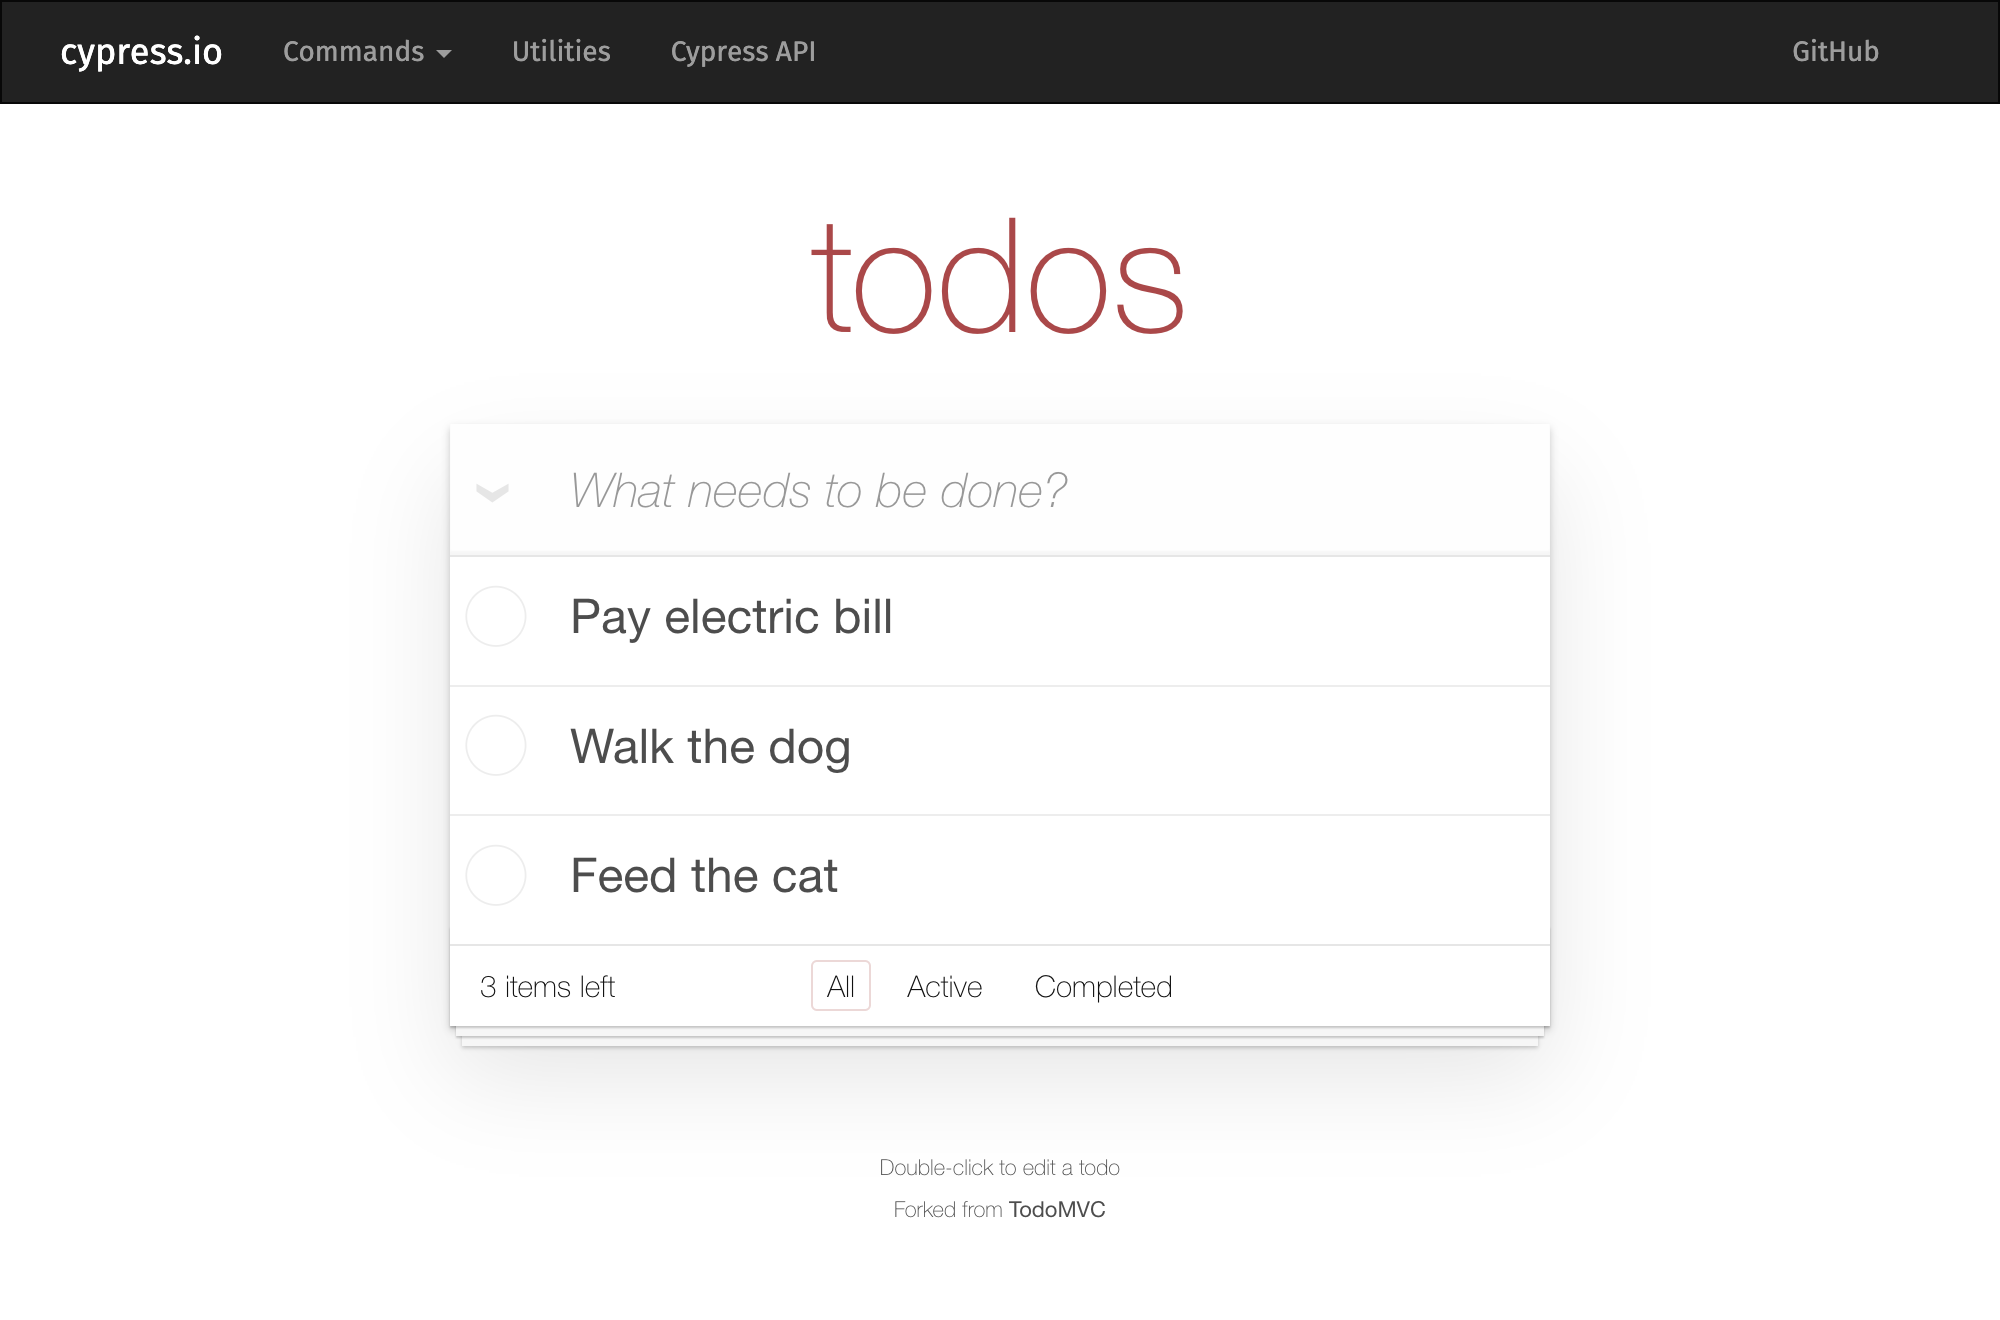 cypress.io Commands Utilities Cypress API GitHub
todos
What needs to be done?
Pay electric bill
Walk the dog
Feed the cat
3 items left All Active Completed
Double-click to edit a todo
Forked from TodoMVC